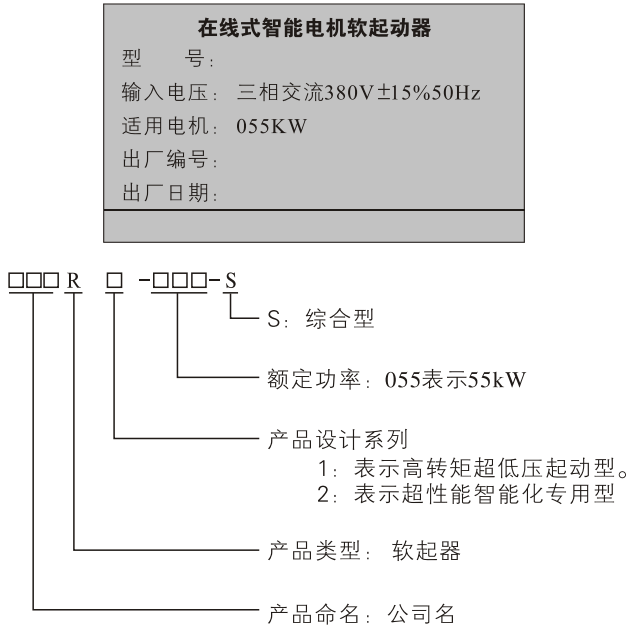 在线式智能电机软起动器
型 号:
输入电压: 三相交流380V±15%50Hz
适用电机: 055KW
出厂编号:
出厂日期:
□□□ R □ -□□□-S
S: 综合型
额定功率: 055表示55kW
产品设计系列
1: 表示高转矩超低压起动型。
2: 表示超性能智能化专用型
产品类型: 软起器
产品命名: 公司名